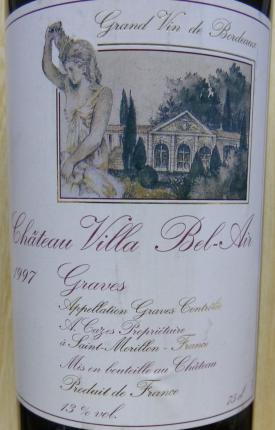 Grand Vin de Bordeaux
Château Villa Bel-Air
1997
Graves
Appellation Graves Contrôlée
A. Cazes Propriétaire
à Saint-Morillon - France
Mis en bouteille au Château
Produit de France
13 % vol.
75 cl